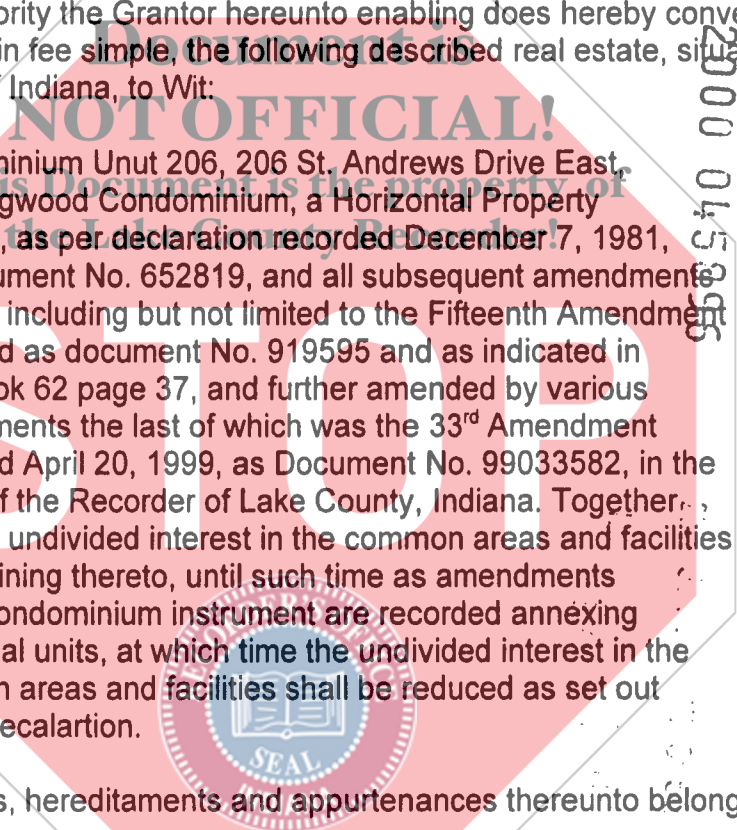 ority the Grantor hereunto enabling does hereby conve
in fee simple, the following described real estate, situa
Indiana, to Wit:
Document is
NOT OFFICIAL!
This Document is the property of
the Lake County Recorder!
minium Unut 206, 206 St. Andrews Drive East,
gwood Condominium, a Horizontal Property
, as per declaration recorded December 7, 1981,
ument No. 652819, and all subsequent amendments
including but not limited to the Fifteenth Amendment
d as document No. 919595 and as indicated in
ok 62 page 37, and further amended by various
ments the last of which was the 33rd Amendment
d April 20, 1999, as Document No. 99033582, in the
f the Recorder of Lake County, Indiana. Together
undivided interest in the common areas and facilities
ining thereto, until such time as amendments
ondominium instrument are recorded annexing
al units, at which time the undivided interest in the
n areas and facilities shall be reduced as set out
ecalartion.
s, hereditaments and appurtenances thereunto belong
STOP
SEAL
2000